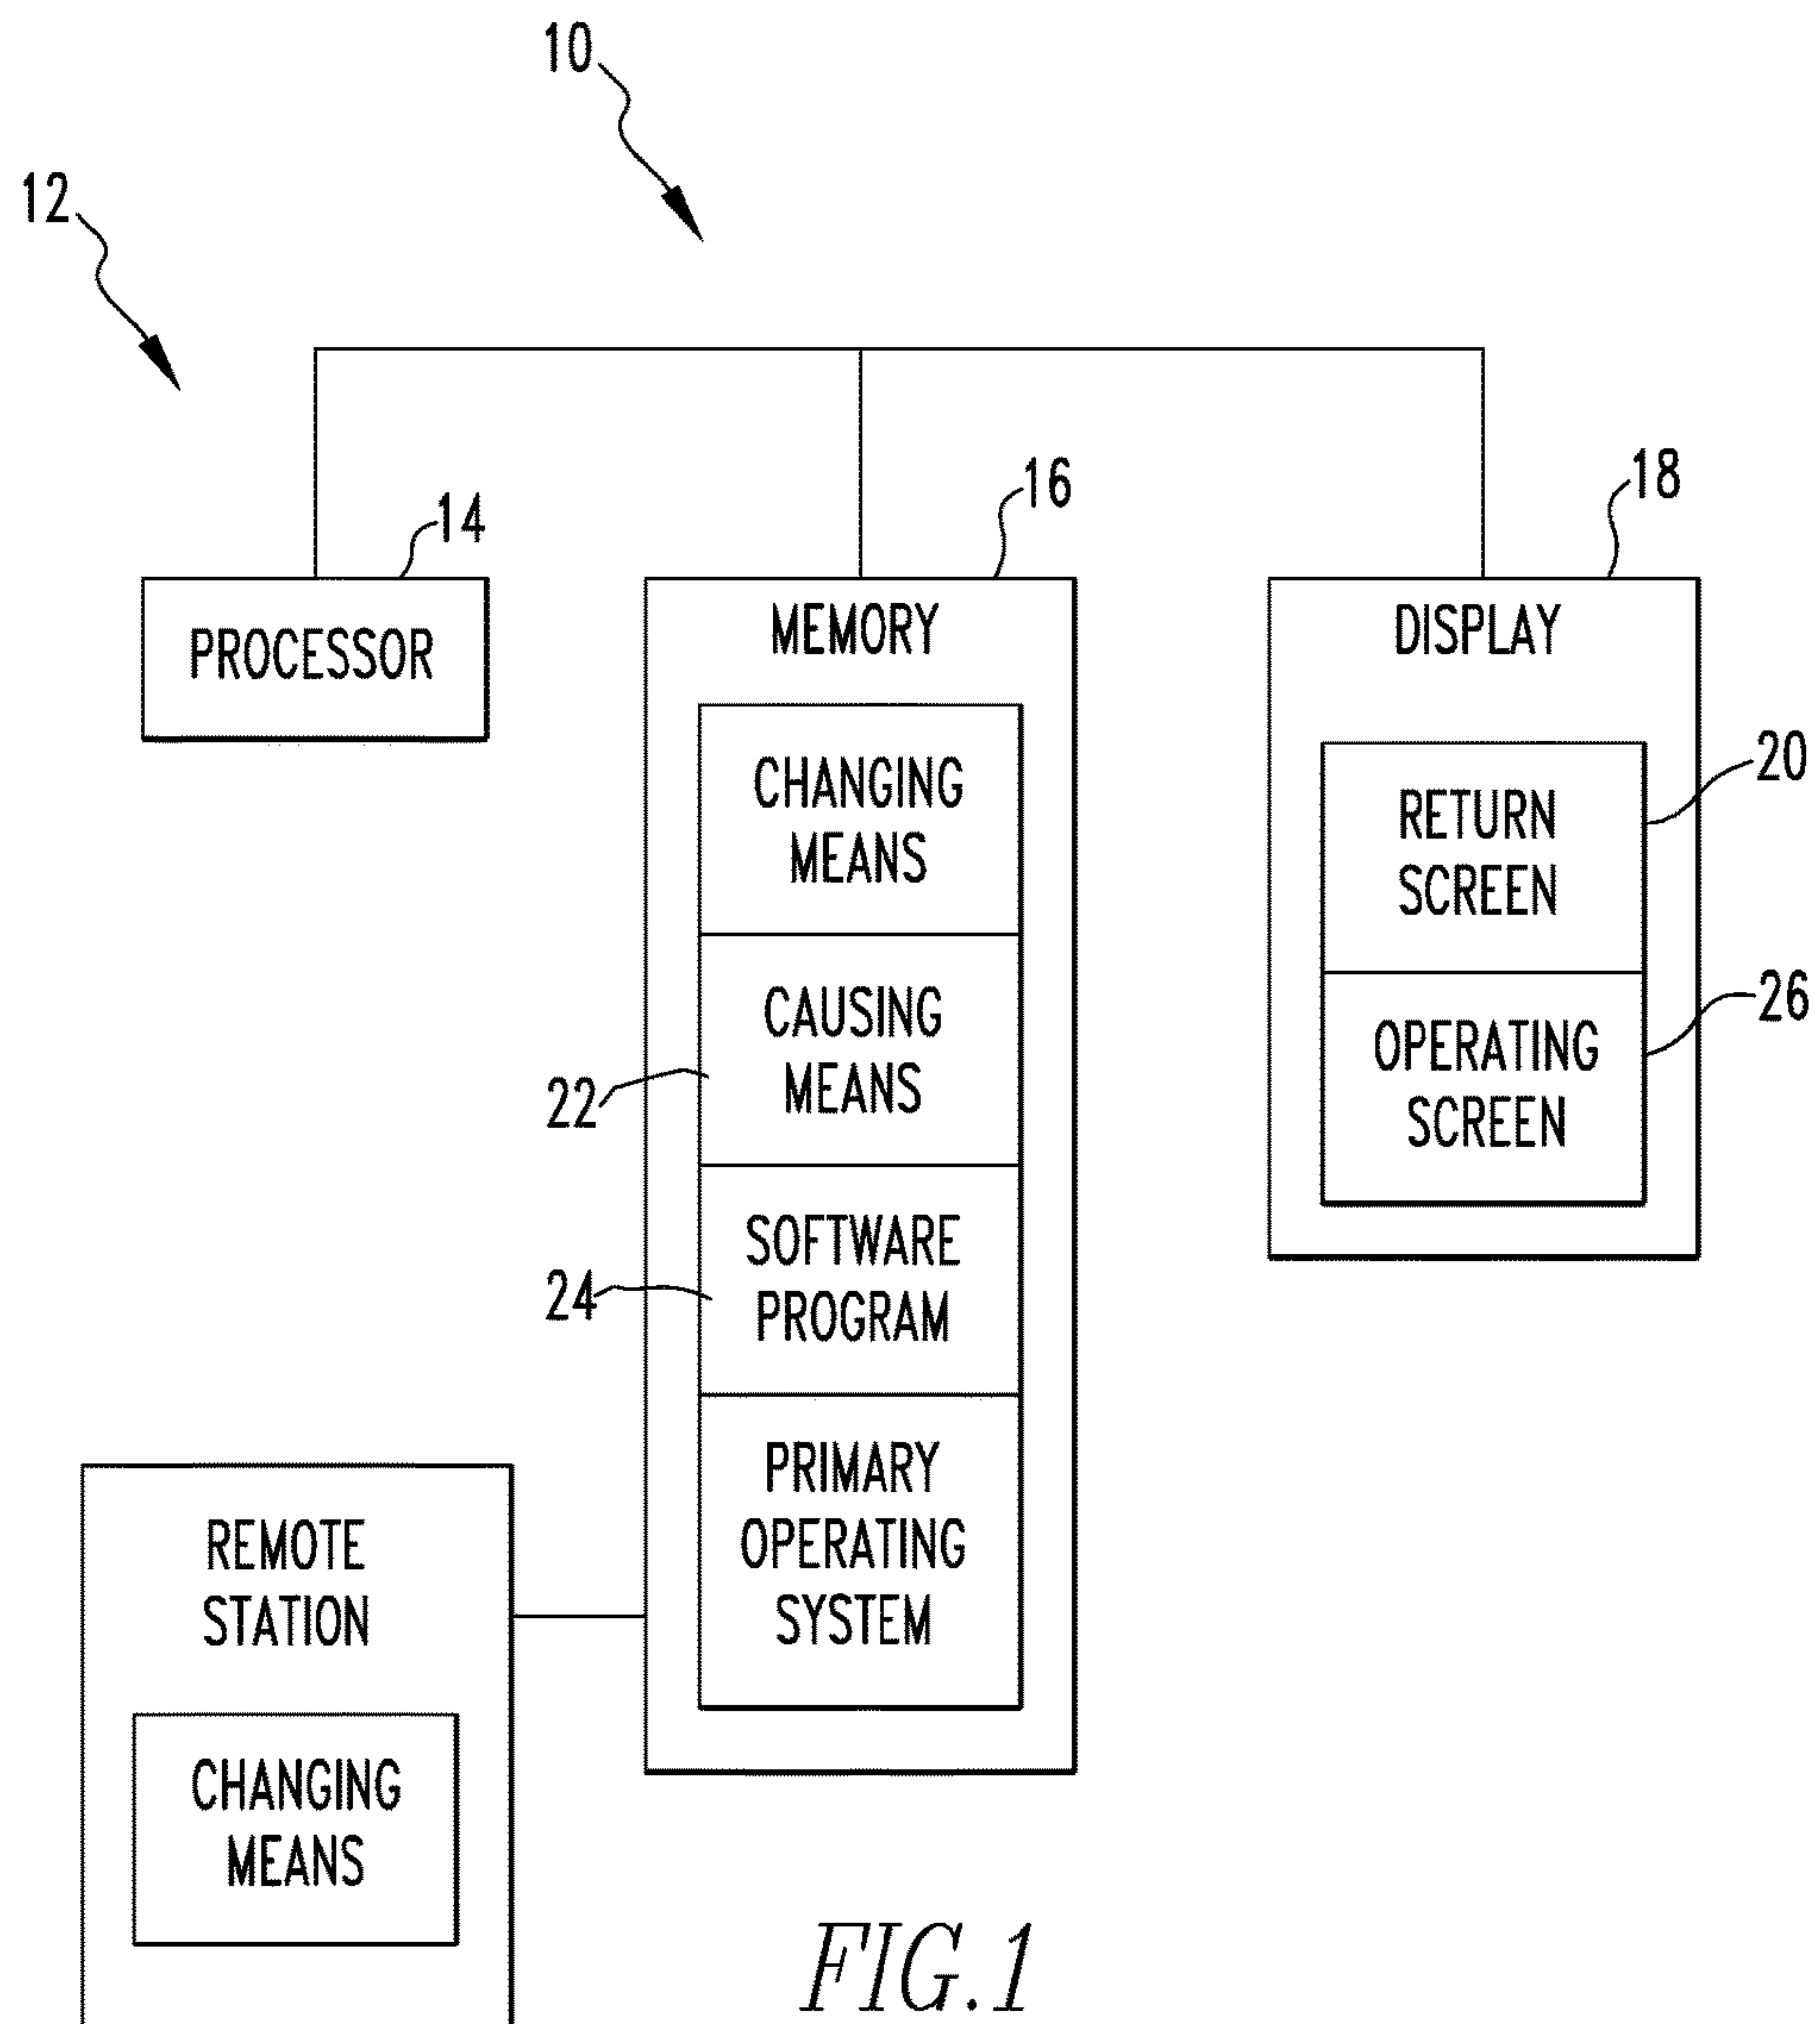 10
12
14
16
18
PROCESSOR
MEMORY
CHANGING
MEANS
CAUSING
MEANS
22
SOFTWARE
PROGRAM
24
PRIMARY
OPERATING
SYSTEM
DISPLAY
RETURN
SCREEN
20
OPERATING
SCREEN
26
REMOTE
STATION
CHANGING
MEANS
FIG.1